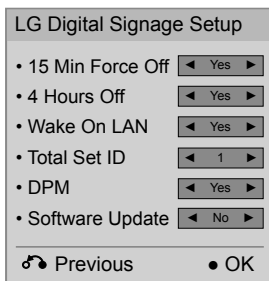 LG Digital Signage Setup
• 15 Min Force Off ◄ Yes ►
• 4 Hours Off ◄ Yes ►
• Wake On LAN ◄ Yes ►
• Total Set ID ◄ 1 ►
• DPM ◄ Yes ►
• Software Update ◄ No ►
Previous ● OK